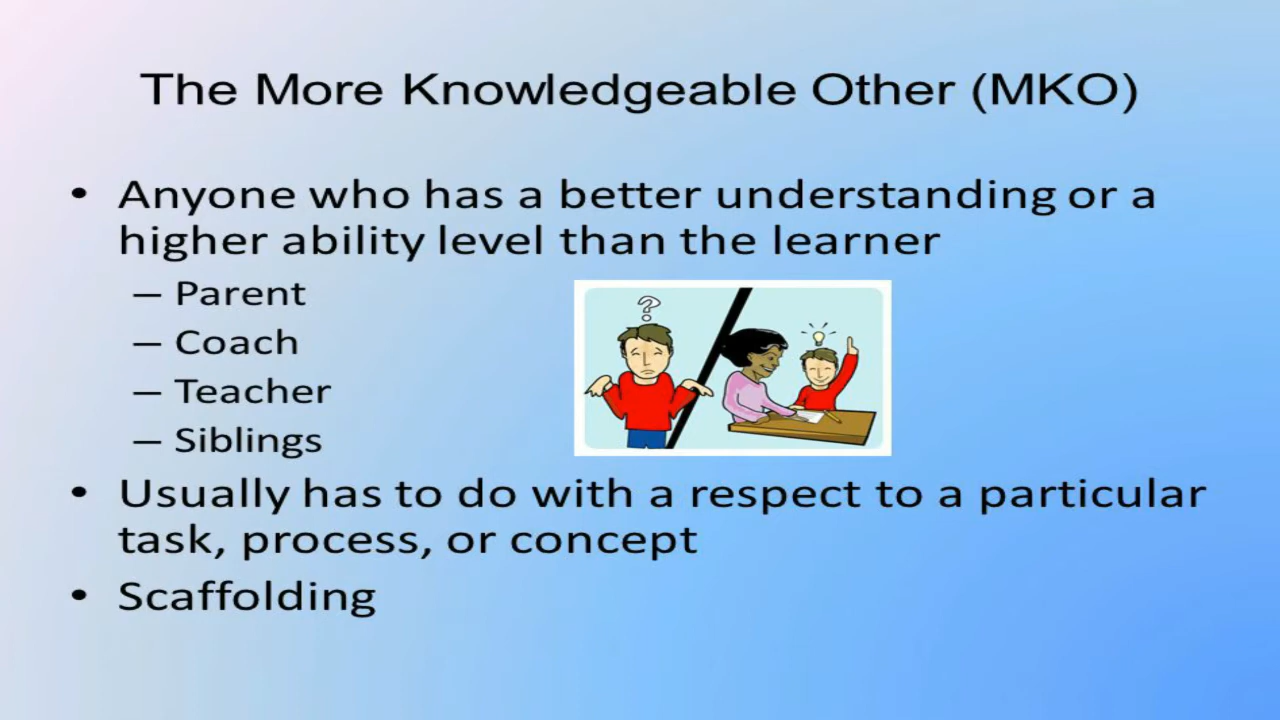 The More Knowledgeable Other (MKO)
• Anyone who has a better understanding or a
higher ability level than the learner
– Parent
– Coach
– Teacher
– Siblings
• Usually has to do with a respect to a particular
task, process, or concept
• Scaffolding
?